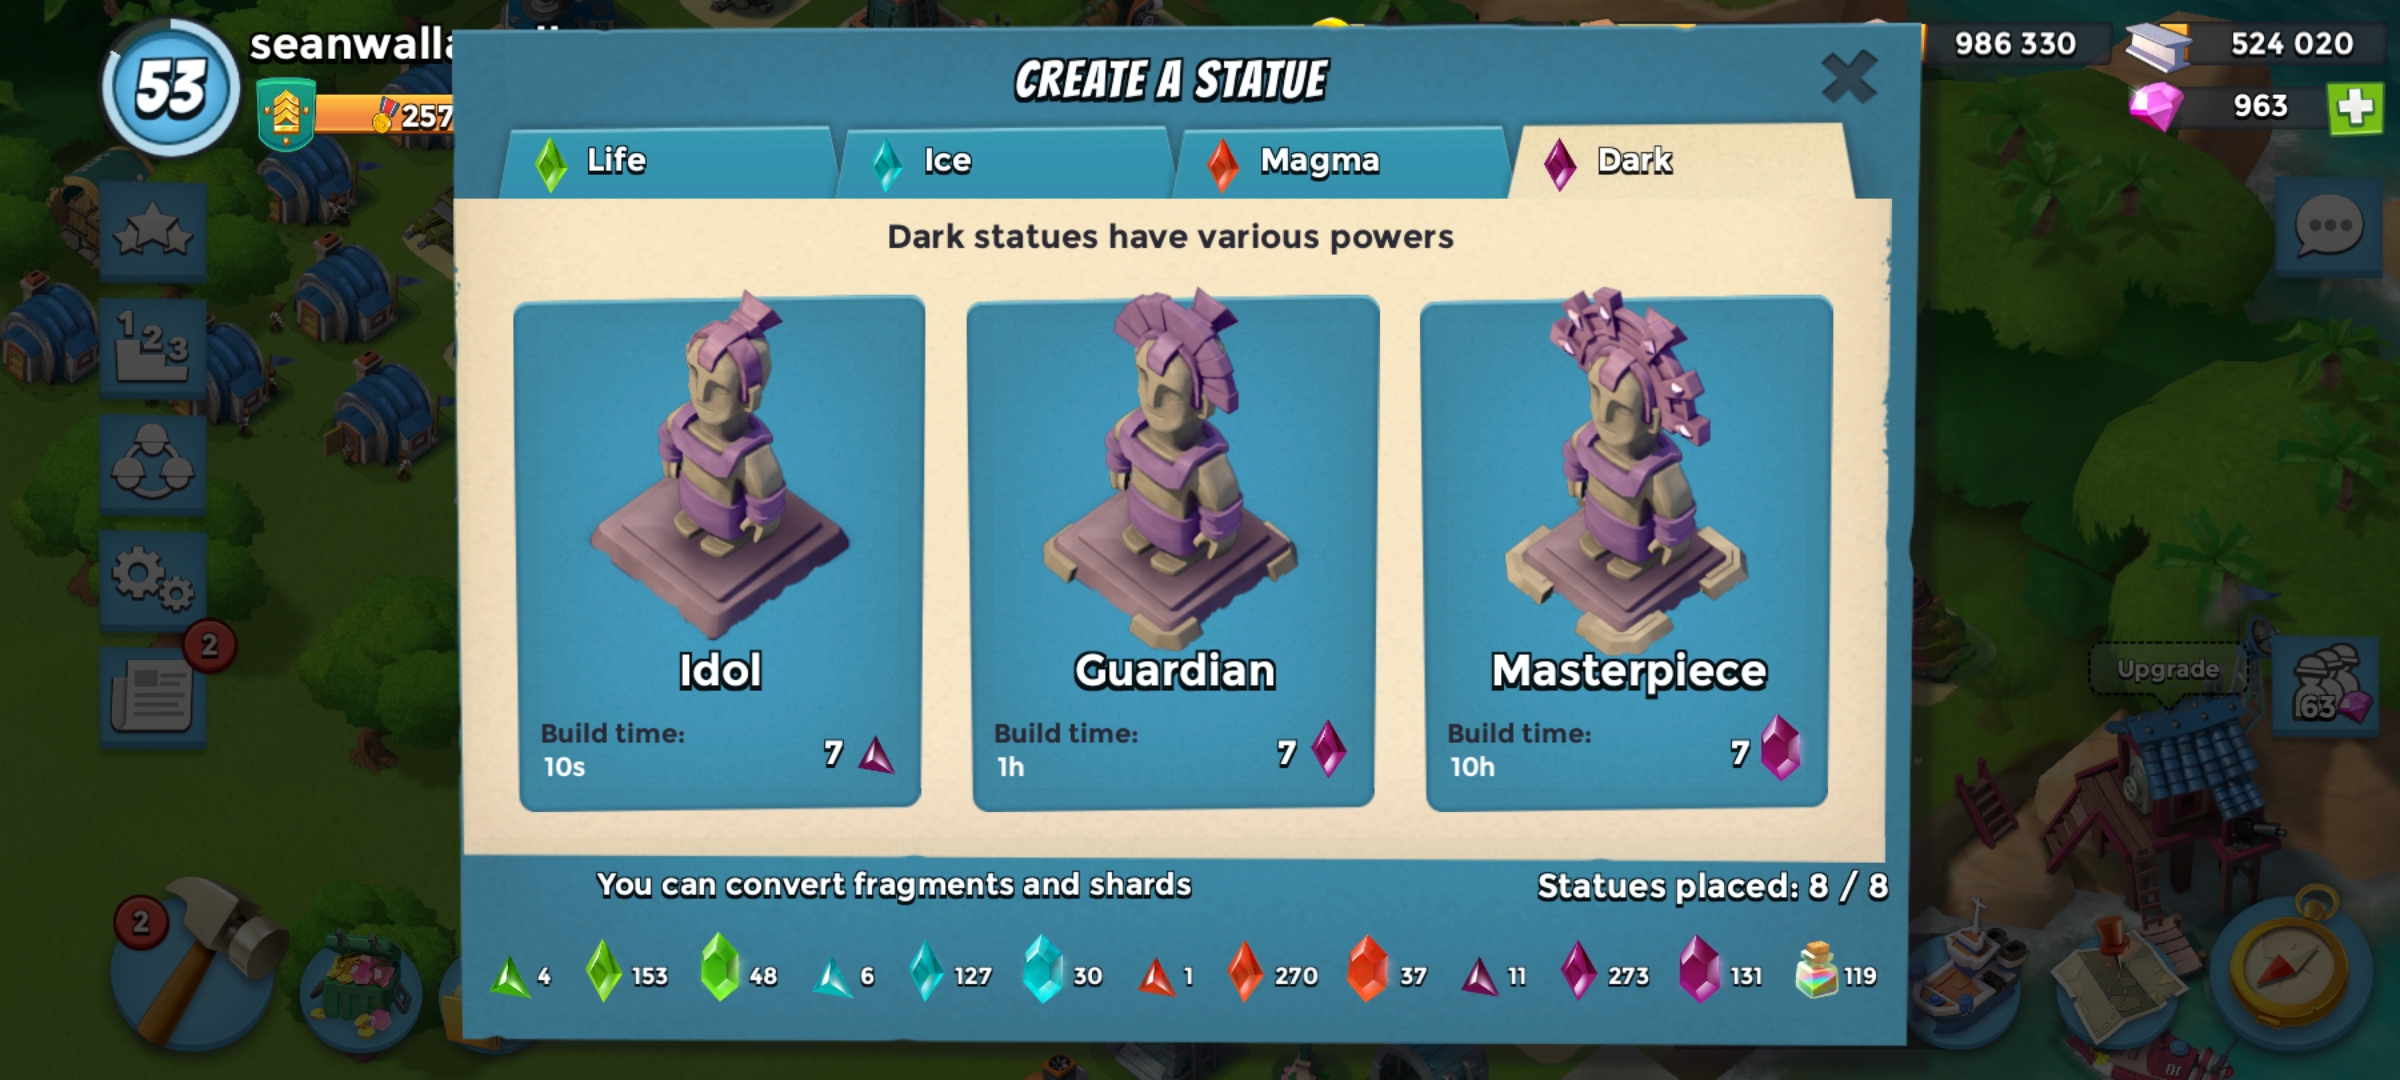 53
257
CREATE A STATUE
986 330
524 020
963
Life
Ice
Magma
Dark
Dark statues have various powers
1 2 3
2
Idol
Build time:
10s
7
Guardian
Build time:
1h
7
Masterpiece
Build time:
10h
7
Upgrade
163
You can convert fragments and shards
Statues placed: 8 / 8
2
4
153
48
6
127
30
1
270
37
11
273
131
119